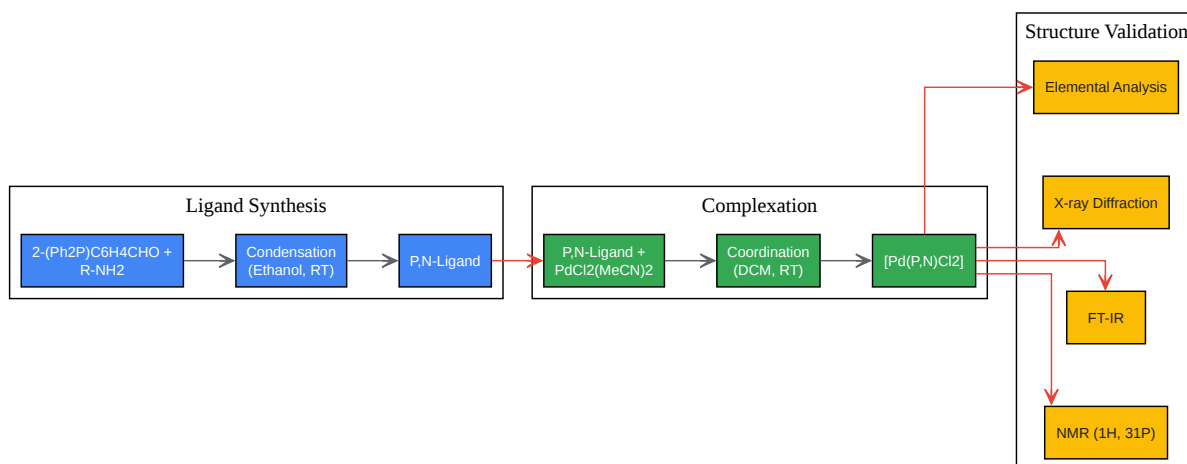 Structure Validation
Elemental Analysis
X-ray Diffraction
FT-IR
NMR (1H, 31P)
Ligand Synthesis
2-(Ph2P)C6H4CHO +
R-NH2
Condensation
(Ethanol, RT)
P,N-Ligand
Complexation
P,N-Ligand +
PdCl2(MeCN)2
Coordination
(DCM, RT)
[Pd(P,N)Cl2]